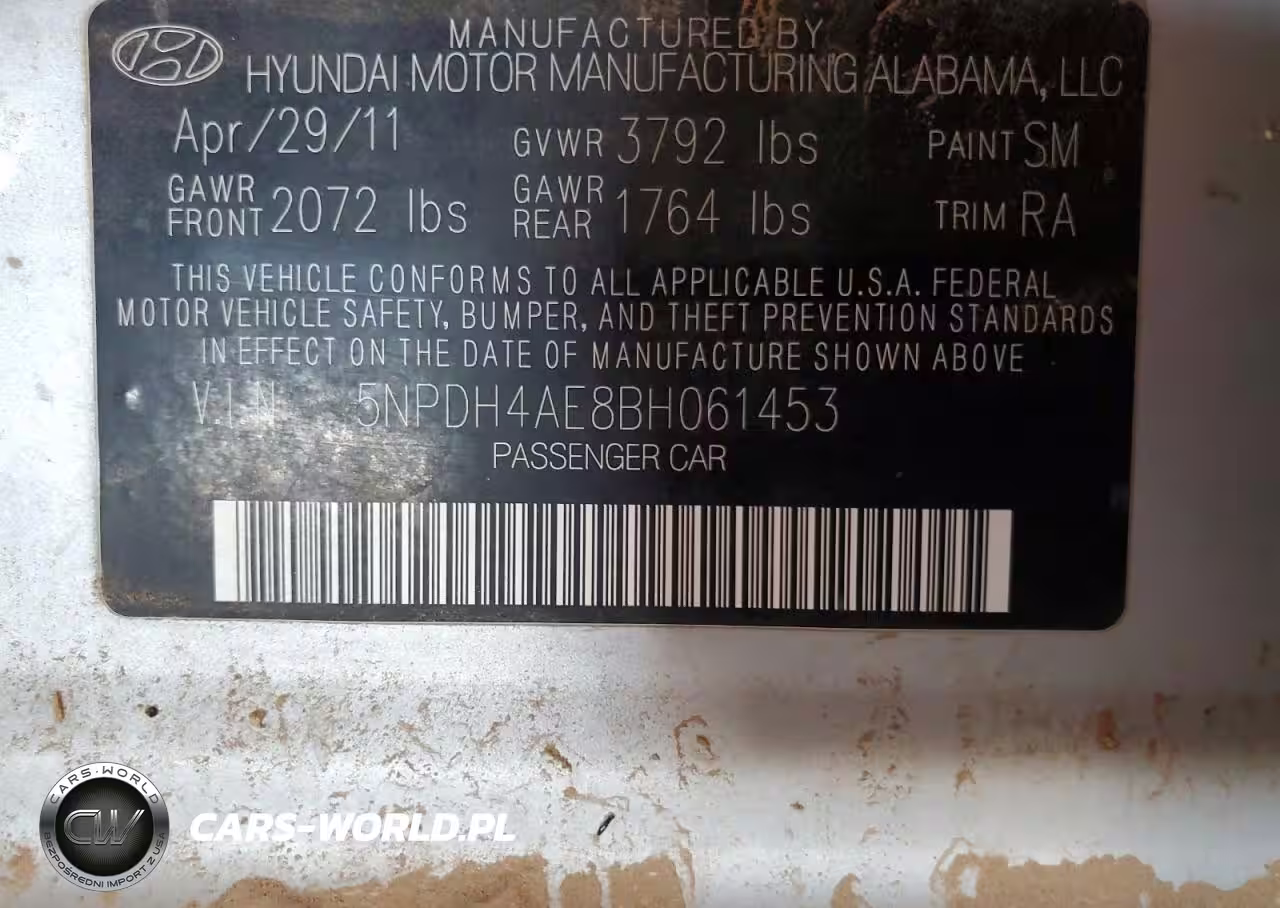 MANUFACTURED BY
HYUNDAI MOTOR MANUFACTURING ALABAMA, LLC
Apr/29/11 GVWR 3792 lbs PAINT SM
GAWR FRONT 2072 lbs GAWR REAR 1764 lbs TRIM RA
THIS VEHICLE CONFORMS TO ALL APPLICABLE U.S.A. FEDERAL
MOTOR VEHICLE SAFETY, BUMPER, AND THEFT PREVENTION STANDARDS
IN EFFECT ON THE DATE OF MANUFACTURE SHOWN ABOVE
V.I.N 5NPDH4AE8BH061453
PASSENGER CAR
CARS-WORLD
CW
BEZPOŚREDNI IMPORT Z USA
CARS-WORLD.PL